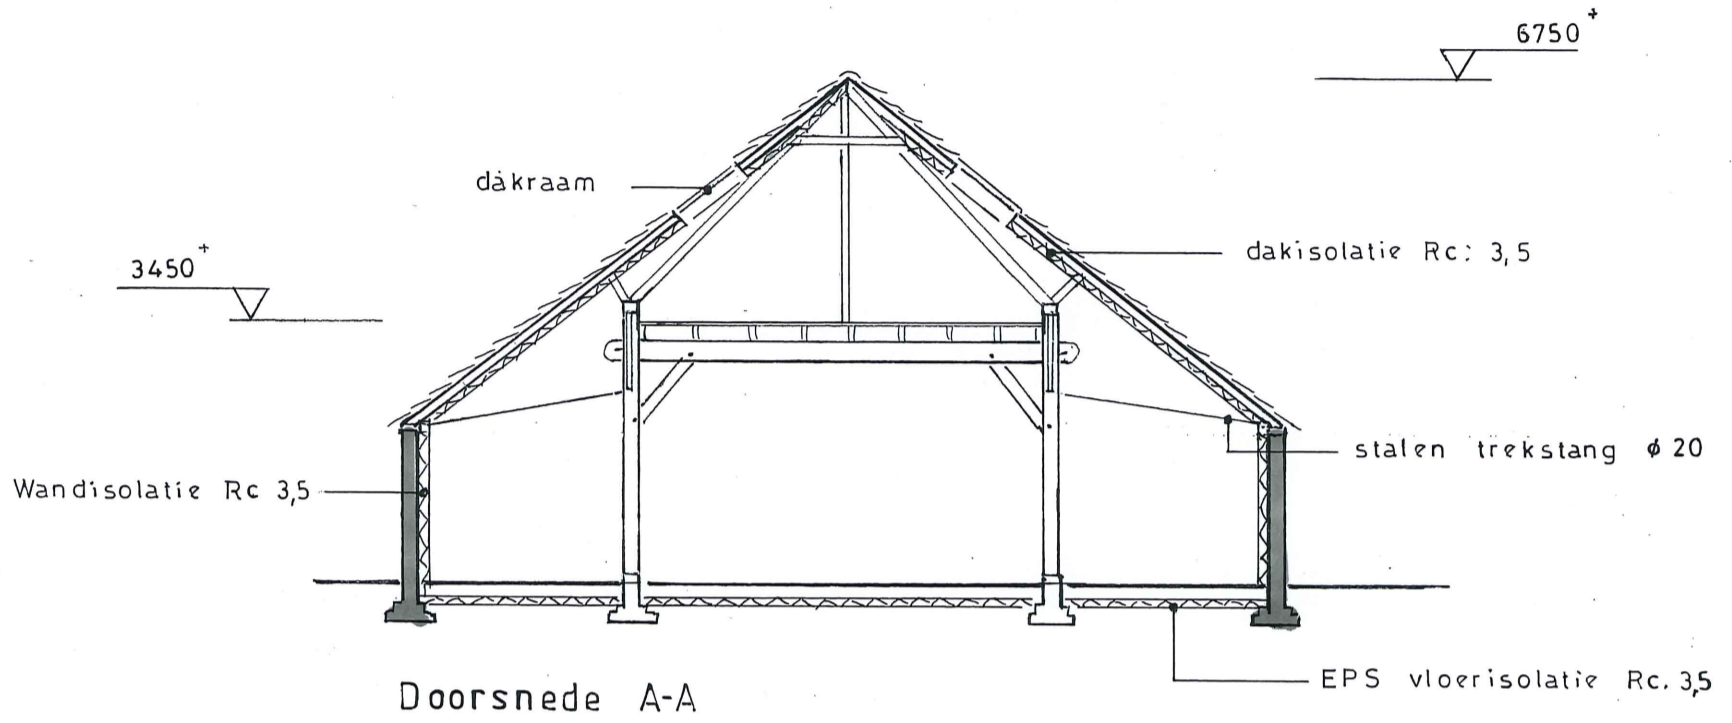 6750+
dakraam
dakisolatie Rc: 3,5
3450+
stalen trekstang ϕ 20
Wandisolatie Rc 3,5
EPS vloerisolatie Rc. 3,5
Doorsnede A-A